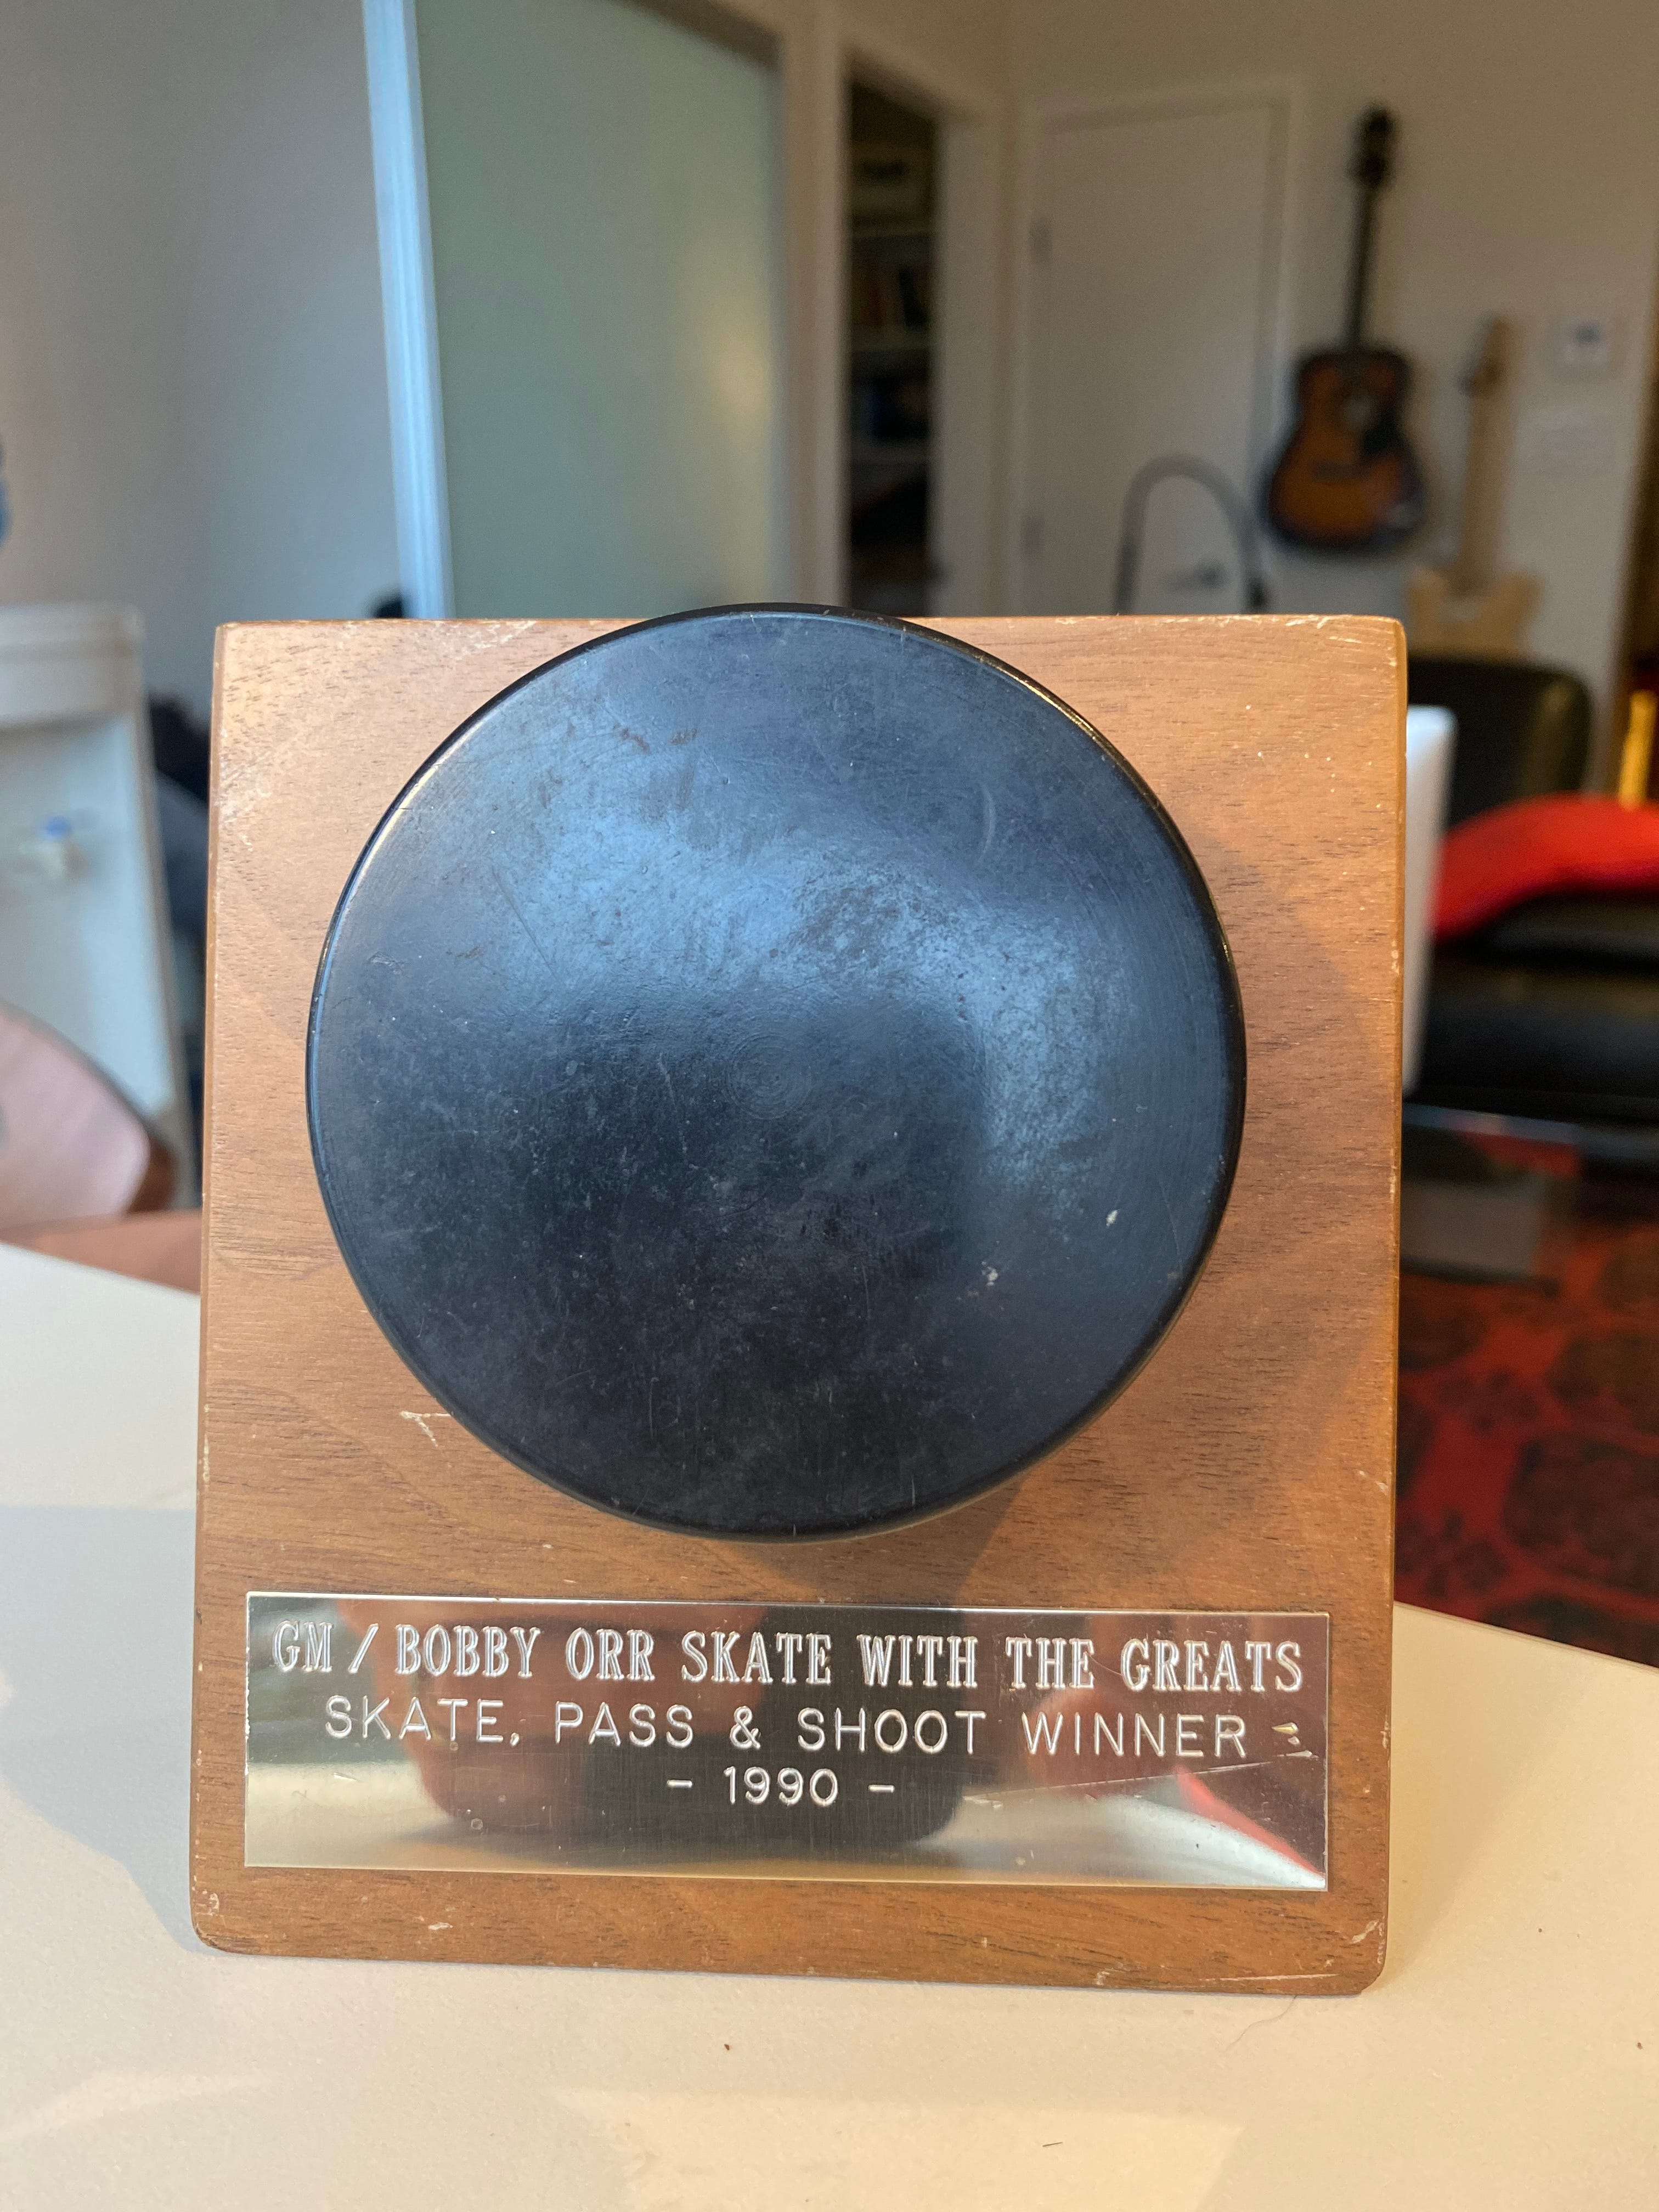 GM / BOBBY ORR SKATE WITH THE GREATS
SKATE, PASS & SHOOT WINNER
- 1990 -